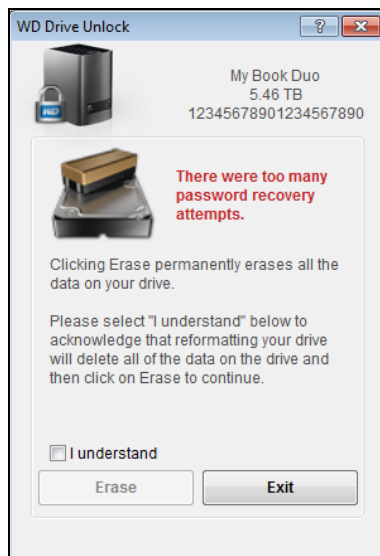 WD Drive Unlock
?
WD
My Book Duo
5.46 TB
12345678901234567890
There were too many
password recovery
attempts.
Clicking Erase permanently erases all the
data on your drive.
Please select "I understand" below to
acknowledge that reformatting your drive
will delete all of the data on the drive and
then click on Erase to continue.
I understand
Erase
Exit